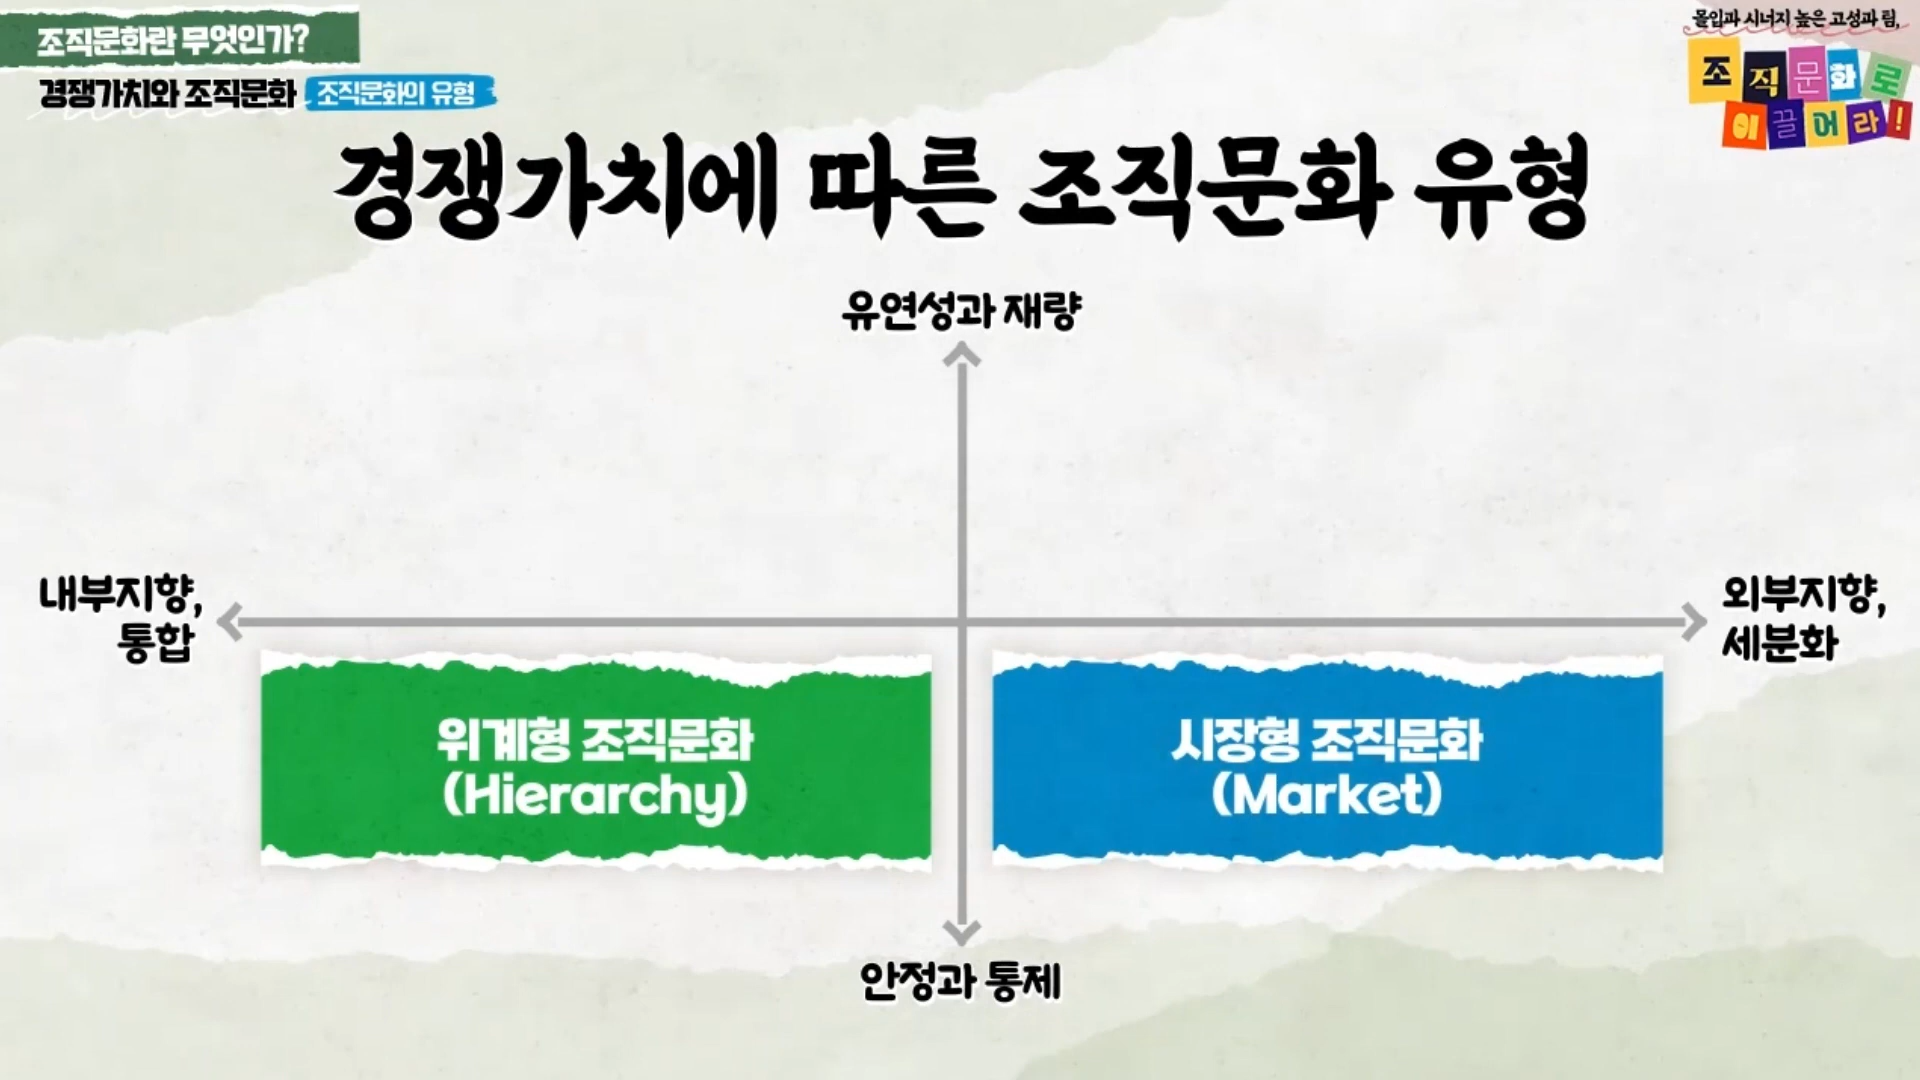 조직문화란 무엇인가?
경쟁가치와 조직문화 조직문화의 유형
몰입과 시너지 높은 고성과 팀,
조직문화로
이끌어라!
경쟁가치에 따른 조직문화 유형
유연성과 재량
내부지향,
통합
외부지향,
세분화
위계형 조직문화
(Hierarchy)
시장형 조직문화
(Market)
안정과 통제